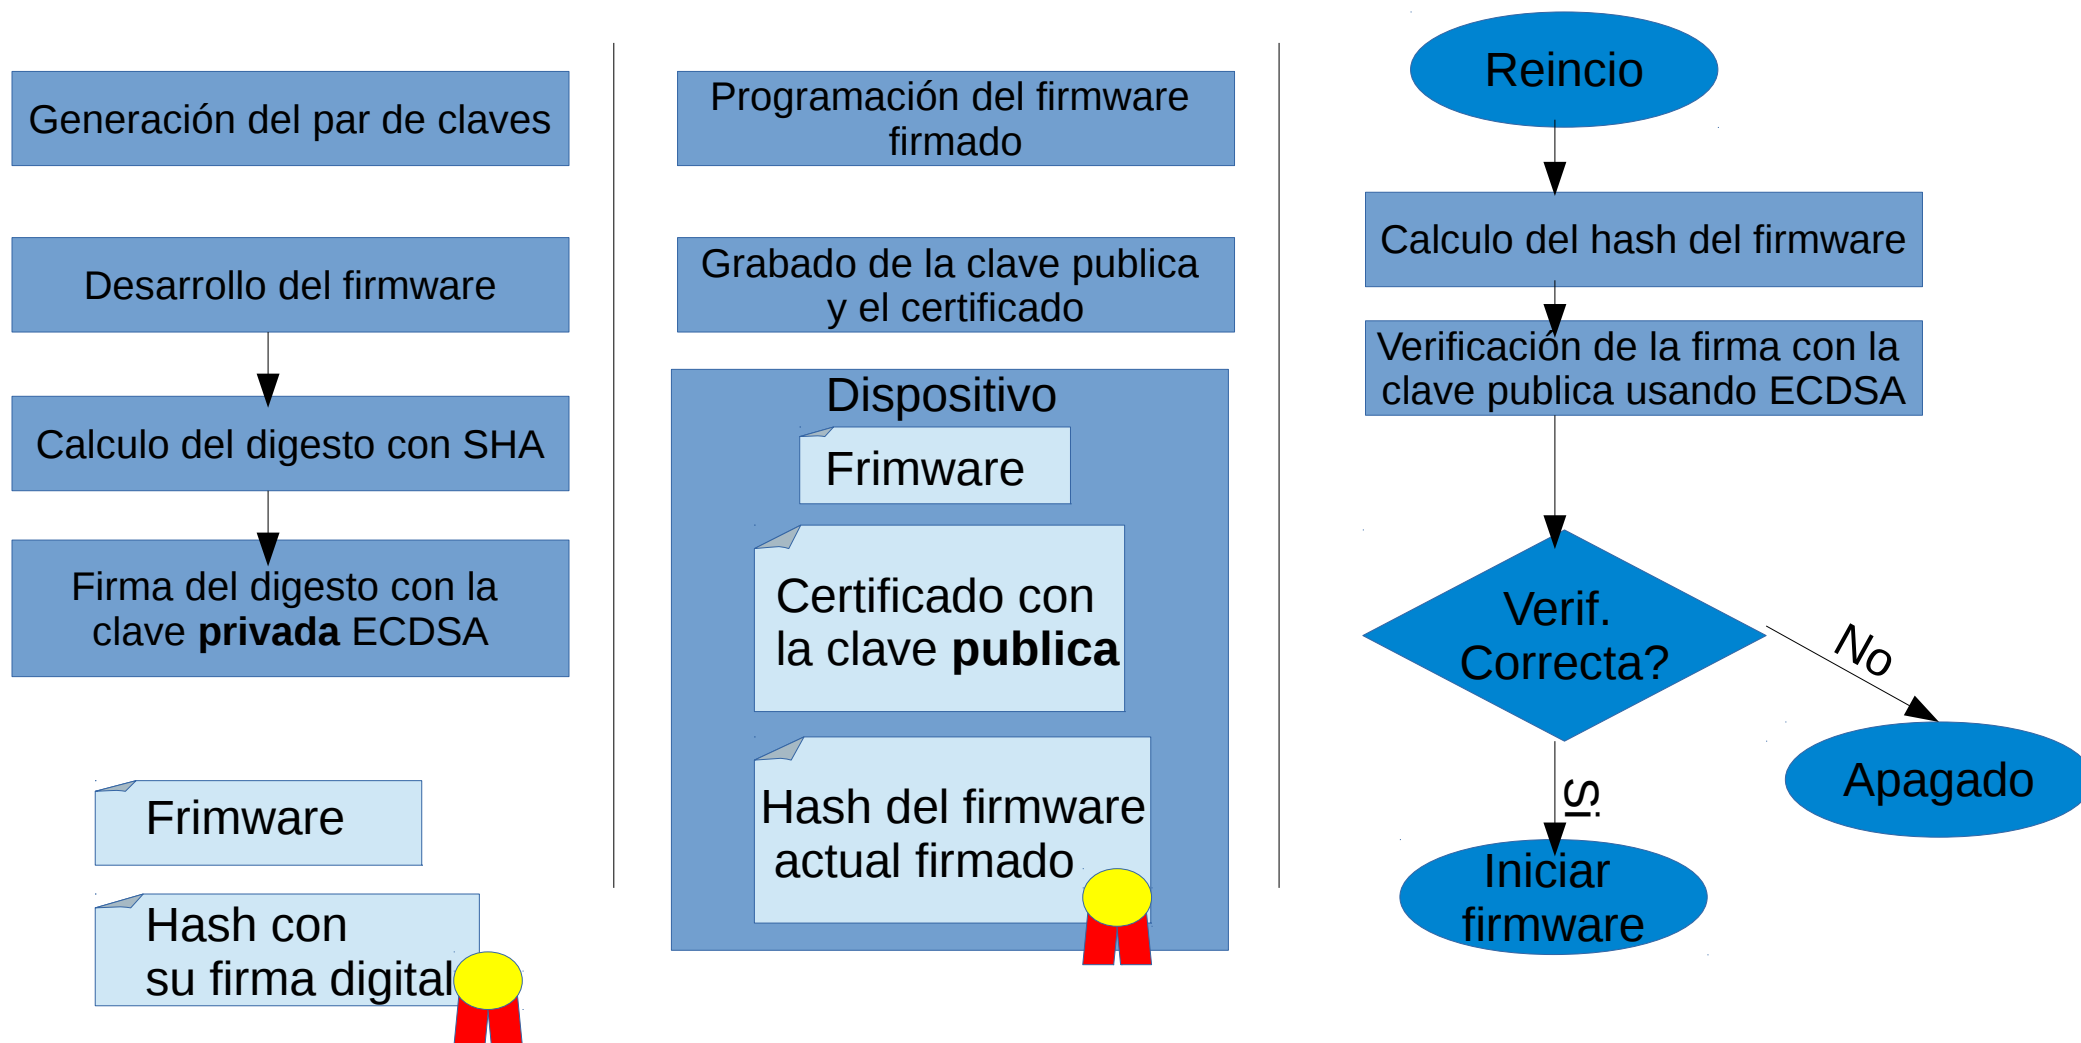 Generación del par de claves
Desarrollo del firmware
Calculo del digesto con SHA
Firma del digesto con la
clave privada ECDSA
Frimware
Hash con
su firma digital
Programación del firmware
firmado
Grabado de la clave publica
y el certificado
Dispositivo
Frimware
Certificado con
la clave publica
Hash del firmware
actual firmado
Reincio
Calculo del hash del firmware
Verificación de la firma con la
clave publica usando ECDSA
Verif.
Correcta?
No
Apagado
Si
Iniciar
firmware